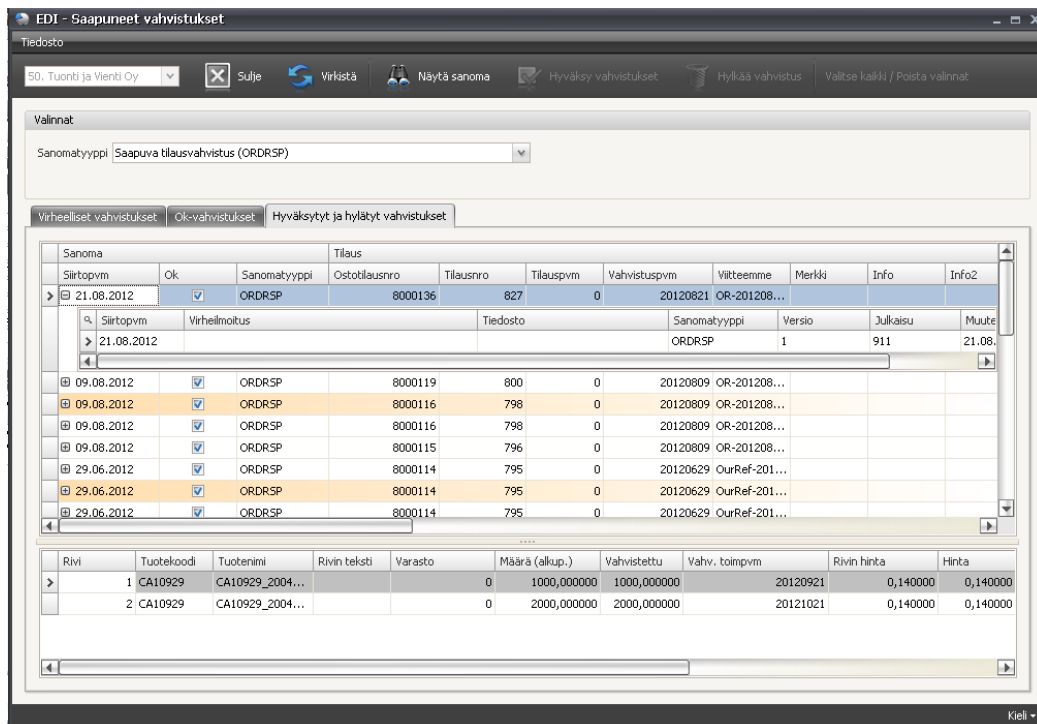 EDI - Saapuneet vahvistukset
Tiedosto
50. Tuonti ja Vienti Oy Sulje Virkistä Näytä sanoma Hyväksy vahvistukset Hylkää vahvistus Valitse kaikki / Poista valinnat
Valinnat
Sanomatyyppi Saapuva tilausvahvistus (ORDRSP)
Virheelliset vahvistukset Ok-vahvistukset Hyväksytyt ja hylätyt vahvistukset
Sanoma Tilaus
Siirtopvm Ok Sanomatyyppi Ostotilausnro Tilausnro Tilauspvm Vahvistuspvm Viitteemme Merkki Info Info2
21.08.2012 ORDRSP 8000136 827 0 20120821 OR-201208...
Siirtopvm Virheilmoitus Tiedosto Sanomatyyppi Versio Julkaisu Muute
21.08.2012 ORDRSP 1 911 21.08.
09.08.2012 ORDRSP 8000119 800 0 20120809 OR-201208...
09.08.2012 ORDRSP 8000116 798 0 20120809 OR-201208...
09.08.2012 ORDRSP 8000116 798 0 20120809 OR-201208...
09.08.2012 ORDRSP 8000115 796 0 20120809 OR-201208...
29.06.2012 ORDRSP 8000114 795 0 20120629 OurRef-201...
29.06.2012 ORDRSP 8000114 795 0 20120629 OurRef-201...
29.06.2012 ORDRSP 8000114 795 0 20120629 OurRef-201...
Rivi Tuotekoodi Tuotenimi Rivin teksti Varasto Määrä (alkup.) Vahvistettu Vahv. toimpvm Rivin hinta Hinta
1 CA10929 CA10929_2004... 0 1000,000000 1000,000000 20120921 0,140000 0,140000
2 CA10929 CA10929_2004... 0 2000,000000 2000,000000 20121021 0,140000 0,140000
Kieli